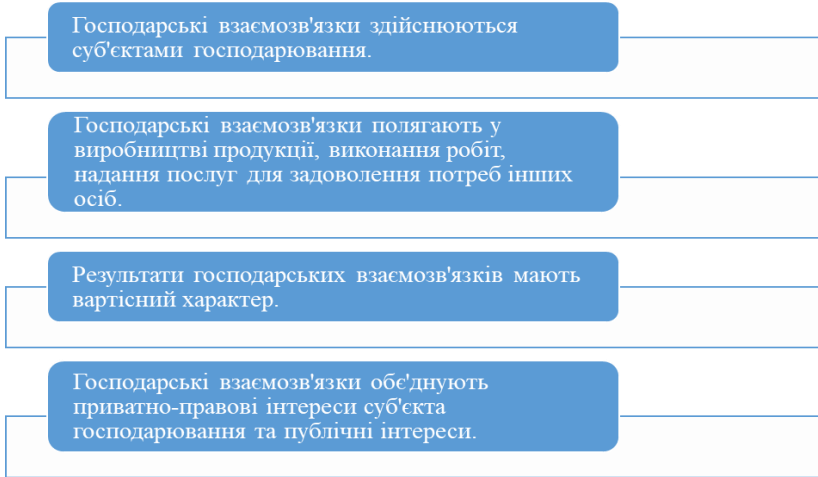 Господарські взаємозв'язки здійснюються
суб'єктами господарювання.
Господарські взаємозв'язки полягають у
виробництві продукції, виконання робіт,
надання послуг для задоволення потреб інших
осіб.
Результати господарських взаємозв'язків мають
вартісний характер.
Господарські взаємозв'язки обє'днують
приватно-правові інтереси суб'єкта
господарювання та публічні інтереси.